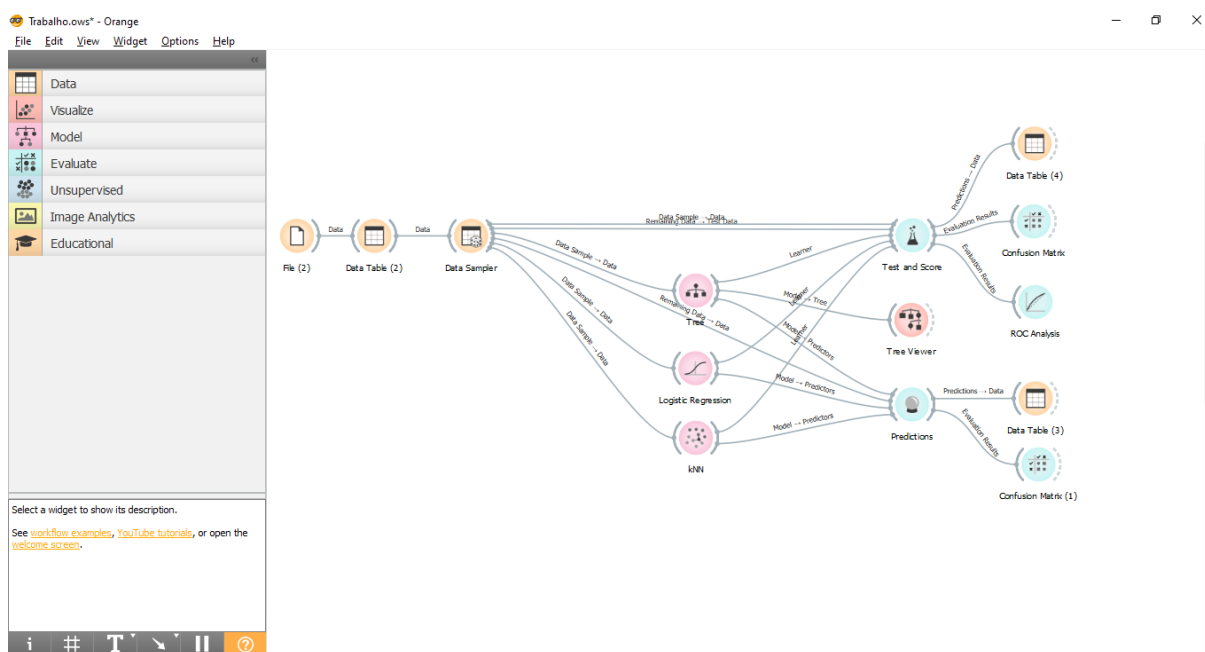 Trabalho.ows* - Orange
File Edit View Widget Options Help
«
Data
Visualize
Model
Evaluate
Unsupervised
Image Analytics
Educational
File (2)
Data
Data Table (2)
Data
Data Sampler
Data Sample → Data
Remaining Data → Test Data
Data Sample → Data
Data Sample → Data
Data Sample → Data
Remaining Data → Data
Tree
Logistic Regression
kNN
Learner
Learner
Learner
Model → Tree
Model → Predictors
Model → Predictors
Model → Predictors
Test and Score
Tree Viewer
Predictions
Predictions → Data
Evaluation Results
Evaluation Results
Data Table (4)
Confusion Matrix
ROC Analysis
Predictions → Data
Evaluation Results
Data Table (3)
Confusion Matrix (1)
Select a widget to show its description.
See workflow examples, YouTube tutorials, or open the
welcome screen.
i # T ?